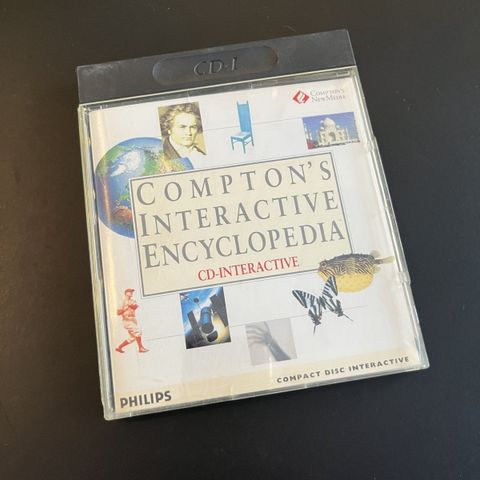 CD-I
COMPTON'S
NEWMEDIA
COMPTON'S
INTERACTIVE
ENCYCLOPEDIA
CD-INTERACTIVE
PHILIPS
COMPACT DISC INTERACTIVE